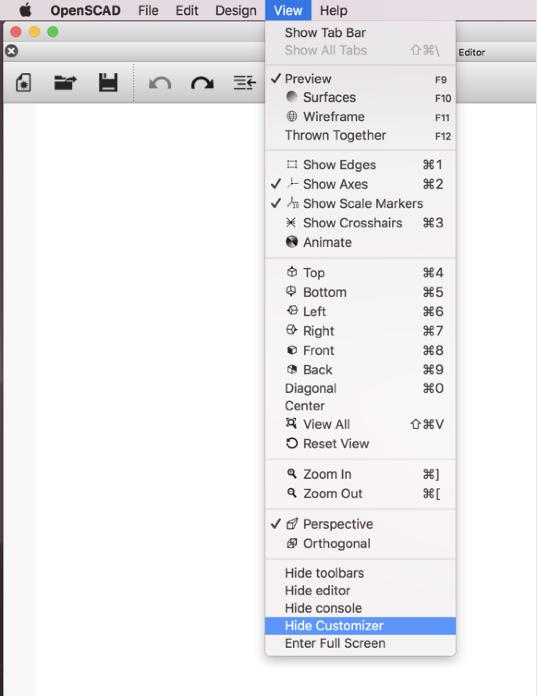 OpenSCAD File Edit Design View Help
Show Tab Bar
Show All Tabs ⇧⌘\
Editor
✓ Preview F9
Surfaces F10
Wireframe F11
Thrown Together F12
Show Edges ⌘1
✓ Show Axes ⌘2
✓ Show Scale Markers
Show Crosshairs ⌘3
Animate
Top ⌘4
Bottom ⌘5
Left ⌘6
Right ⌘7
Front ⌘8
Back ⌘9
Diagonal ⌘0
Center
View All ⇧⌘V
Reset View
Zoom In ⌘]
Zoom Out ⌘[
✓ Perspective
Orthogonal
Hide toolbars
Hide editor
Hide console
Hide Customizer
Enter Full Screen